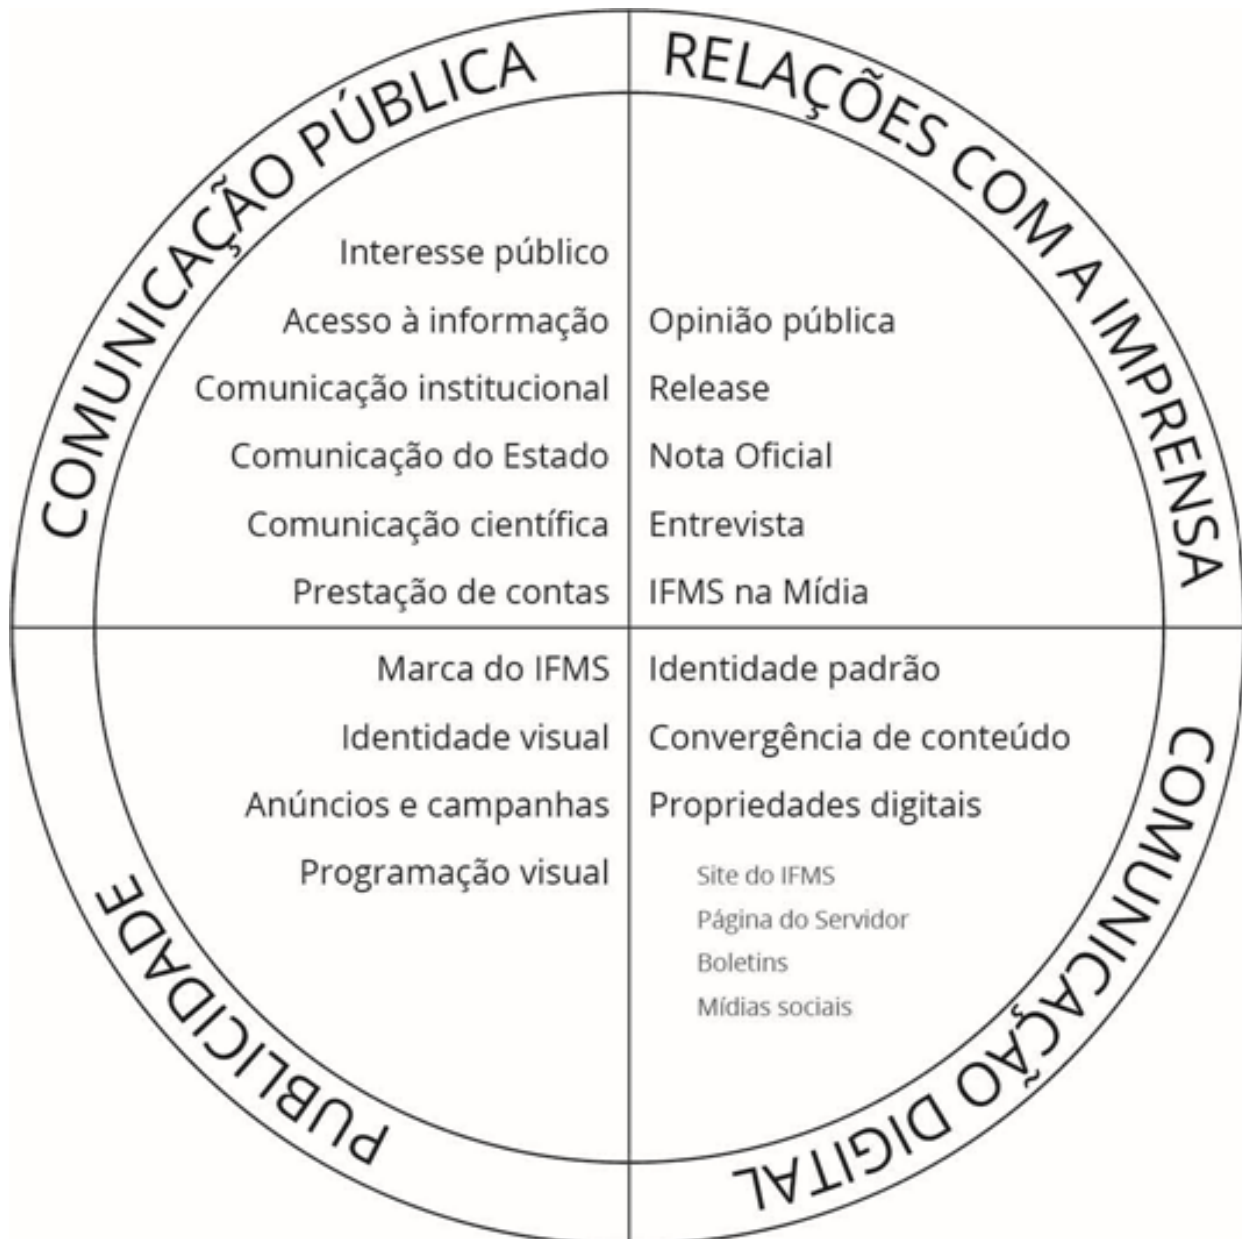 COMUNICAÇÃO PÚBLICA
Interesse público
Acesso à informação
Comunicação institucional
Comunicação do Estado
Comunicação científica
Prestação de contas
RELAÇÕES COM A IMPRENSA
Opinião pública
Release
Nota Oficial
Entrevista
IFMS na Mídia
PUBLICIDADE
Marca do IFMS
Identidade visual
Anúncios e campanhas
Programação visual
COMUNICAÇÃO DIGITAL
Identidade padrão
Convergência de conteúdo
Propriedades digitais
Site do IFMS
Página do Servidor
Boletins
Mídias sociais